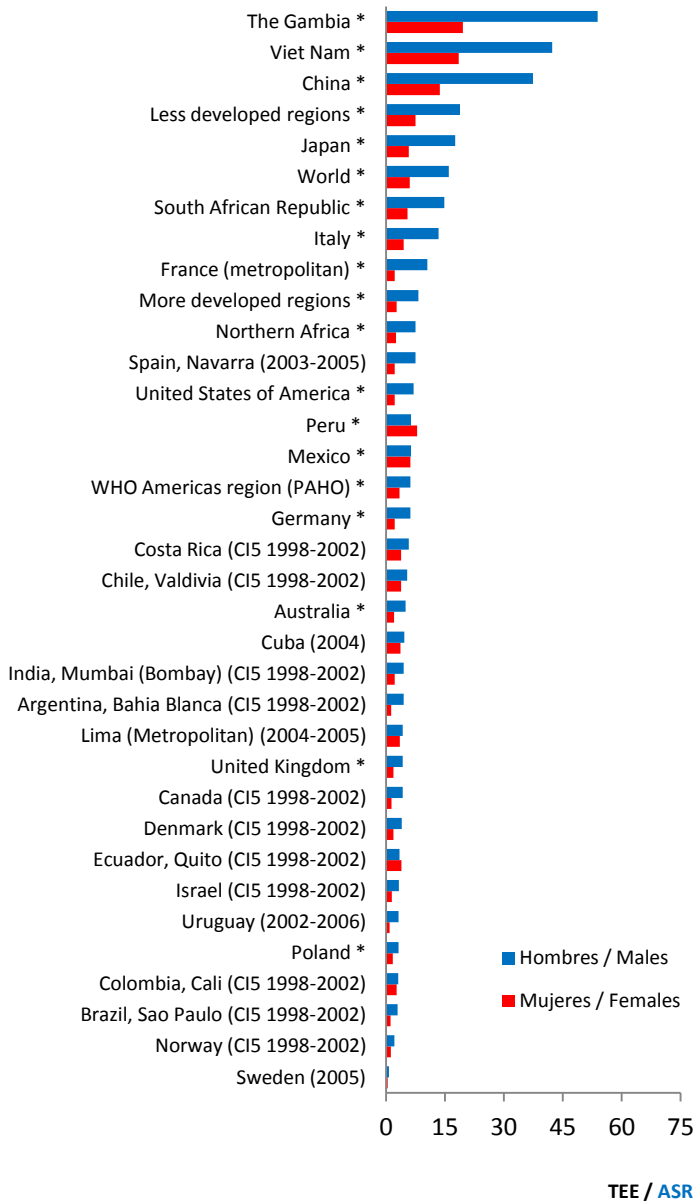 The Gambia *
Viet Nam *
China *
Less developed regions *
Japan *
World *
South African Republic *
Italy *
France (metropolitan) *
More developed regions *
Northern Africa *
Spain, Navarra (2003-2005)
United States of America *
Peru *
Mexico *
WHO Americas region (PAHO) *
Germany *
Costa Rica (CI5 1998-2002)
Chile, Valdivia (CI5 1998-2002)
Australia *
Cuba (2004)
India, Mumbai (Bombay) (CI5 1998-2002)
Argentina, Bahia Blanca (CI5 1998-2002)
Lima (Metropolitan) (2004-2005)
United Kingdom *
Canada (CI5 1998-2002)
Denmark (CI5 1998-2002)
Ecuador, Quito (CI5 1998-2002)
Israel (CI5 1998-2002)
Uruguay (2002-2006)
Poland *
Colombia, Cali (CI5 1998-2002)
Brazil, Sao Paulo (CI5 1998-2002)
Norway (CI5 1998-2002)
Sweden (2005)
Hombres / Males
Mujeres / Females
0 15 30 45 60 75
TEE / ASR